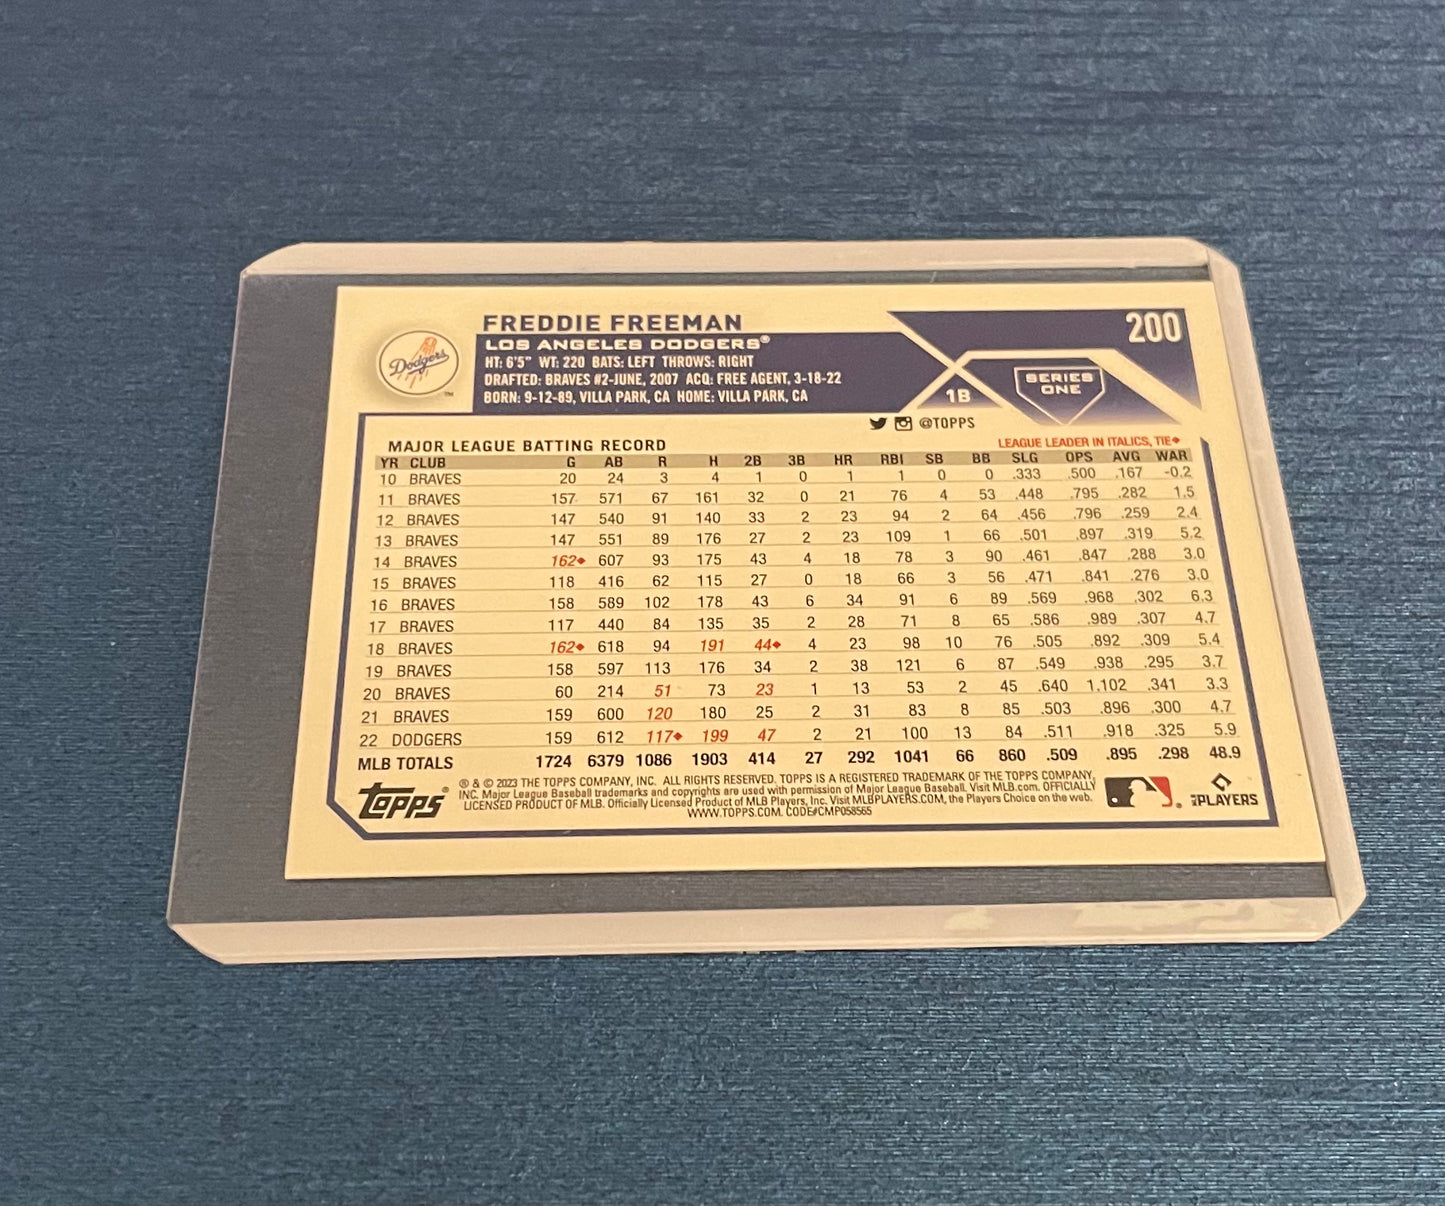 FREDDIE FREEMAN
LOS ANGELES DODGERS®
HT: 6'5" WT: 220 BATS: LEFT THROWS: RIGHT
DRAFTED: BRAVES #2-JUNE, 2007 ACQ: FREE AGENT, 3-18-22
BORN: 9-12-89, VILLA PARK, CA HOME: VILLA PARK, CA
Dodgers
TM
200
1B
SERIES
ONE
@TOPPS
MAJOR LEAGUE BATTING RECORD
LEAGUE LEADER IN ITALICS, TIE♦
YR CLUB G AB R H 2B 3B HR RBI SB BB SLG OPS AVG WAR
10 BRAVES 20 24 3 4 1 0 1 1 0 0 .333 .500 .167 -0.2
11 BRAVES 157 571 67 161 32 0 21 76 4 53 .448 .795 .282 1.5
12 BRAVES 147 540 91 140 33 2 23 94 2 64 .456 .796 .259 2.4
13 BRAVES 147 551 89 176 27 2 23 109 1 66 .501 .897 .319 5.2
14 BRAVES 162♦ 607 93 175 43 4 18 78 3 90 .461 .847 .288 3.0
15 BRAVES 118 416 62 115 27 0 18 66 3 56 .471 .841 .276 3.0
16 BRAVES 158 589 102 178 43 6 34 91 6 89 .569 .968 .302 6.3
17 BRAVES 117 440 84 135 35 2 28 71 8 65 .586 .989 .307 4.7
18 BRAVES 162♦ 618 94 191 44♦ 4 23 98 10 76 .505 .892 .309 5.4
19 BRAVES 158 597 113 176 34 2 38 121 6 87 .549 .938 .295 3.7
20 BRAVES 60 214 51 73 23 1 13 53 2 45 .640 1.102 .341 3.3
21 BRAVES 159 600 120 180 25 2 31 83 8 85 .503 .896 .300 4.7
22 DODGERS 159 612 117♦ 199 47 2 21 100 13 84 .511 .918 .325 5.9
MLB TOTALS 1724 6379 1086 1903 414 27 292 1041 66 860 .509 .895 .298 48.9
TOPPS®
® & © 2023 THE TOPPS COMPANY, INC. ALL RIGHTS RESERVED. TOPPS IS A REGISTERED TRADEMARK OF THE TOPPS COMPANY,
INC. Major League Baseball trademarks and copyrights are used with permission of Major League Baseball. Visit MLB.com. OFFICIALLY
LICENSED PRODUCT OF MLB. Officially Licensed Product of MLB Players, Inc. Visit MLBPLAYERS.COM, the Players Choice on the web.
WWW.TOPPS.COM. CODE#CMP058565
®
PLAYERS